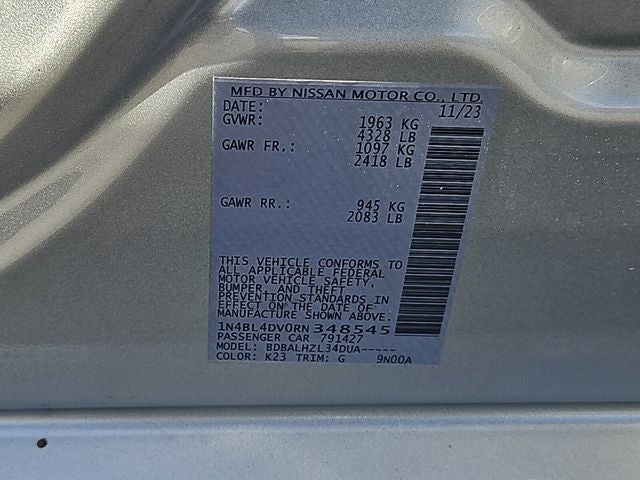 MFD BY NISSAN MOTOR CO., LTD.
DATE: 11/23
GVWR: 1963 KG
4328 LB
GAWR FR.: 1097 KG
2418 LB
GAWR RR.: 945 KG
2083 LB
THIS VEHICLE CONFORMS TO
ALL APPLICABLE FEDERAL
MOTOR VEHICLE SAFETY,
BUMPER, AND THEFT
PREVENTION STANDARDS IN
EFFECT ON THE DATE OF
MANUFACTURE SHOWN ABOVE.
1N4BL4DV0RN348545
PASSENGER CAR 791427
MODEL: BDBALHZL34DUA-----
COLOR: K23 TRIM: G 9N00A